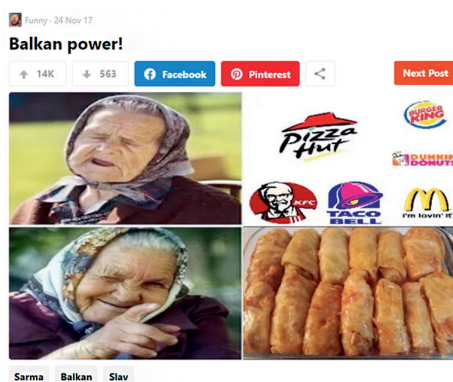 Funny - 24 Nov 17
Balkan power!
14K
563
Facebook
Pinterest
Next Post
Pizza
Hut
BURGER
KING
DUNKIN'
DONUTS
KFC
TACO
BELL
i'm lovin' it
Sarma
Balkan
Slav